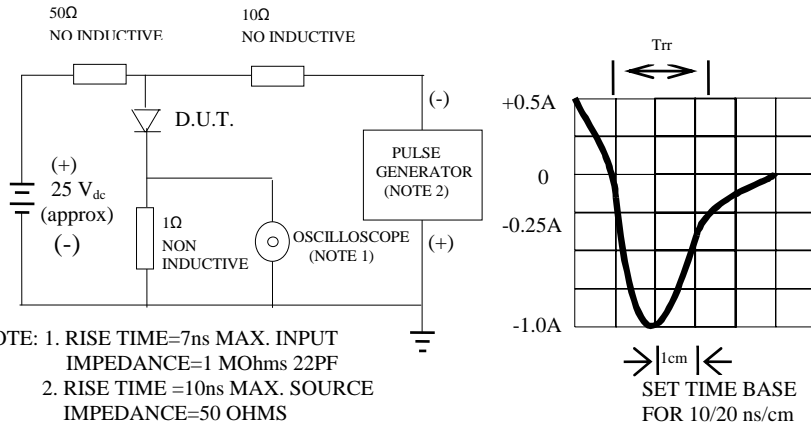 50Ω
NO INDUCTIVE
10Ω
NO INDUCTIVE
D.U.T.
(+)
25 Vdc
(approx)
(-)
1Ω
NON
INDUCTIVE
OSCILLOSCOPE
(NOTE 1)
(-)
PULSE
GENERATOR
(NOTE 2)
(+)
OTE: 1. RISE TIME=7ns MAX. INPUT
IMPEDANCE=1 MOhms 22PF
2. RISE TIME =10ns MAX. SOURCE
IMPEDANCE=50 OHMS
Trr
+0.5A
0
-0.25A
-1.0A
1cm
SET TIME BASE
FOR 10/20 ns/cm